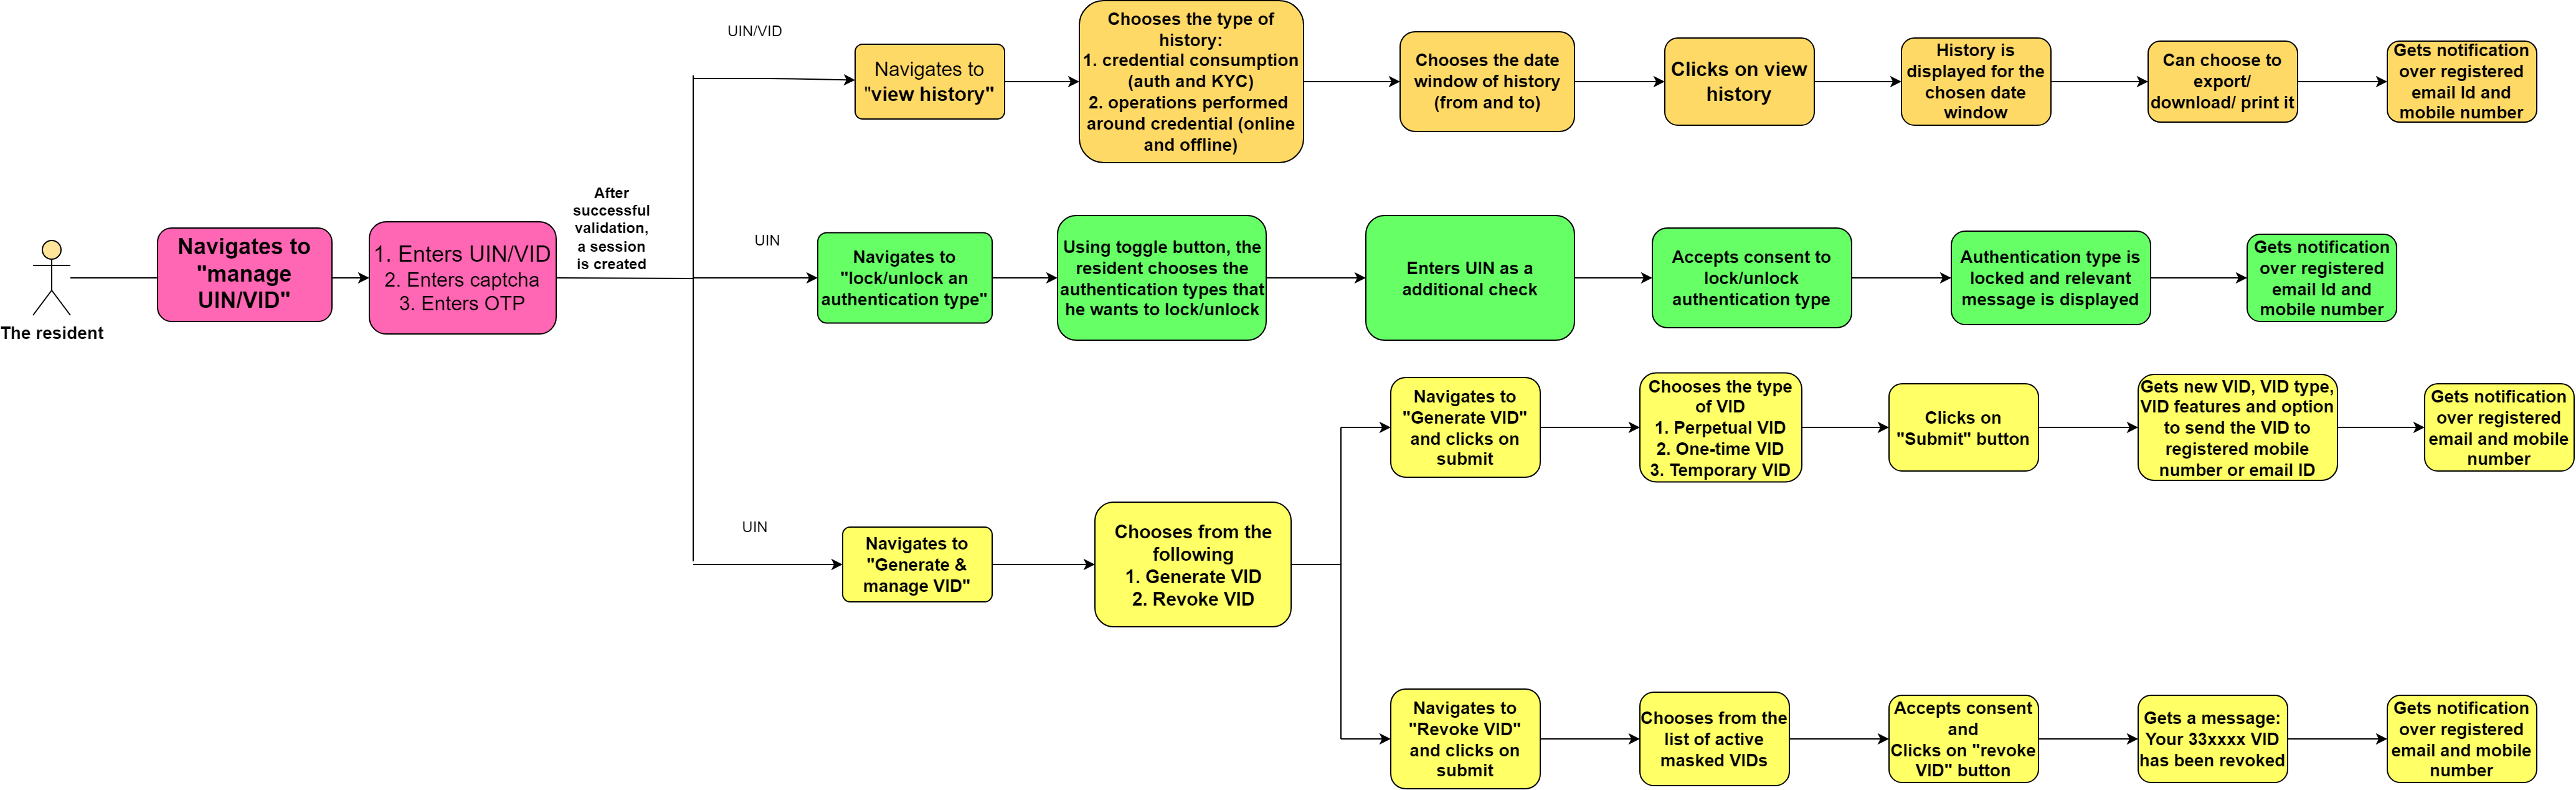 The resident
Navigates to
"manage
UIN/VID"
1. Enters UIN/VID
2. Enters captcha
3. Enters OTP
After
successful
validation,
a session
is created
UIN/VID
Navigates to
"view history"
Chooses the type of
history:
1. credential consumption
(auth and KYC)
2. operations performed
around credential (online
and offline)
Chooses the date
window of history
(from and to)
Clicks on view
history
History is
displayed for the
chosen date
window
Can choose to
export/
download/ print it
Gets notification
over registered
email Id and
mobile number
UIN
Navigates to
"lock/unlock an
authentication type"
Using toggle button, the
resident chooses the
authentication types that
he wants to lock/unlock
Enters UIN as a
additional check
Accepts consent to
lock/unlock
authentication type
Authentication type is
locked and relevant
message is displayed
Gets notification
over registered
email Id and
mobile number
UIN
Navigates to
"Generate &
manage VID"
Chooses from the
following
1. Generate VID
2. Revoke VID
Navigates to
"Generate VID"
and clicks on
submit
Chooses the type
of VID
1. Perpetual VID
2. One-time VID
3. Temporary VID
Clicks on
"Submit" button
Gets new VID, VID type,
VID features and option
to send the VID to
registered mobile
number or email ID
Gets notification
over registered
email and mobile
number
Navigates to
"Revoke VID"
and clicks on
submit
Chooses from the
list of active
masked VIDs
Accepts consent
and
Clicks on "revoke
VID" button
Gets a message:
Your 33xxxx VID
has been revoked
Gets notification
over registered
email and mobile
number